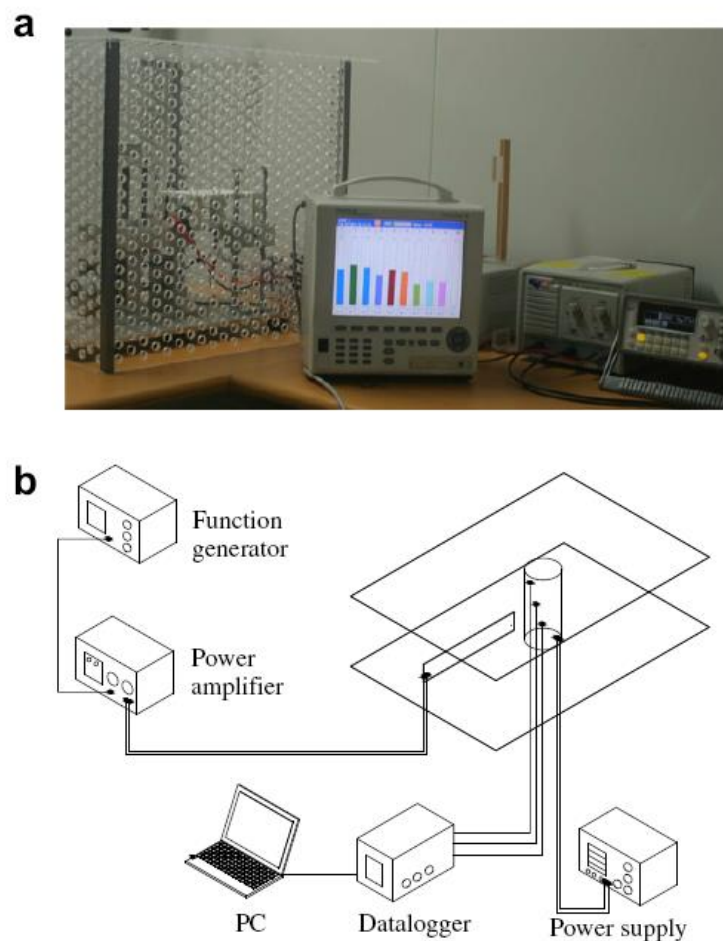 a
b
Function
generator
Power
amplifier
PC
Datalogger
Power supply